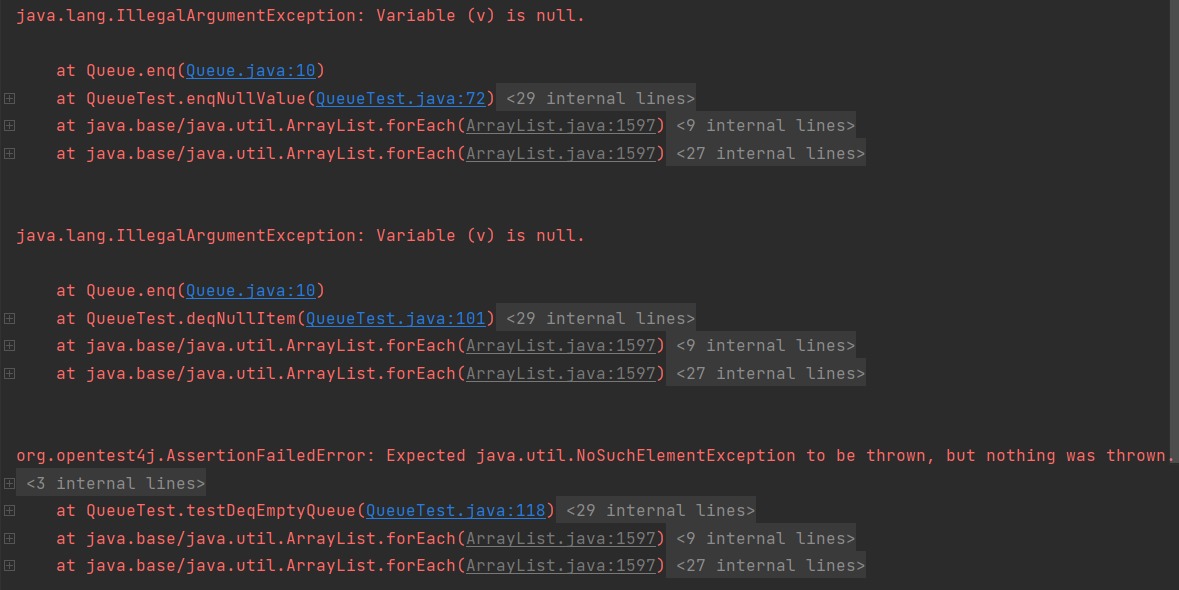 java.lang.IllegalArgumentException: Variable (v) is null.
at Queue.enq(Queue.java:10)
at QueueTest.enqNullValue(QueueTest.java:72) <29 internal lines>
at java.base/java.util.ArrayList.forEach(ArrayList.java:1597) <9 internal lines>
at java.base/java.util.ArrayList.forEach(ArrayList.java:1597) <27 internal lines>
java.lang.IllegalArgumentException: Variable (v) is null.
at Queue.enq(Queue.java:10)
at QueueTest.deqNullItem(QueueTest.java:101) <29 internal lines>
at java.base/java.util.ArrayList.forEach(ArrayList.java:1597) <9 internal lines>
at java.base/java.util.ArrayList.forEach(ArrayList.java:1597) <27 internal lines>
org.opentest4j.AssertionFailedError: Expected java.util.NoSuchElementException to be thrown, but nothing was thrown.
<3 internal lines>
at QueueTest.testDeqEmptyQueue(QueueTest.java:118) <29 internal lines>
at java.base/java.util.ArrayList.forEach(ArrayList.java:1597) <9 internal lines>
at java.base/java.util.ArrayList.forEach(ArrayList.java:1597) <27 internal lines>